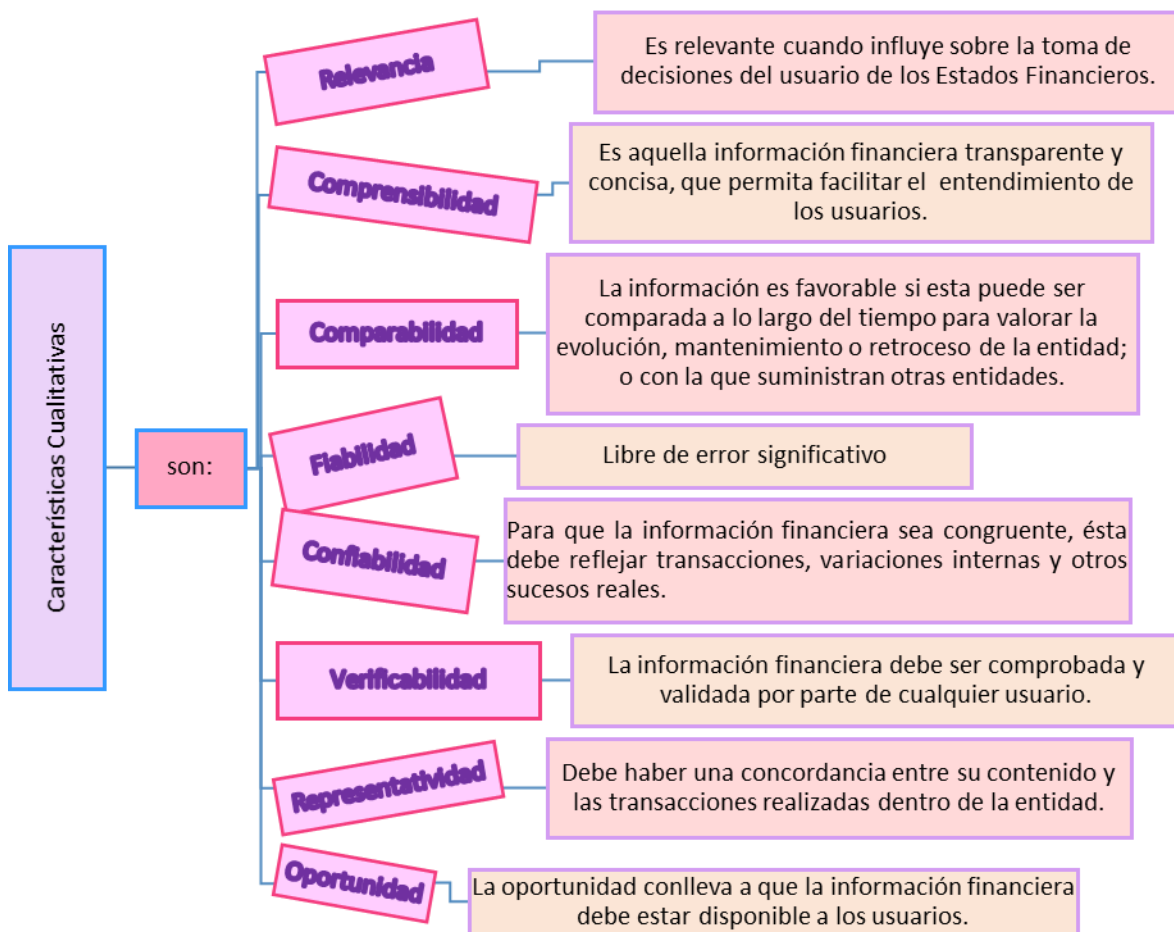 Características Cualitativas
son:
Relevancia
Es relevante cuando influye sobre la toma de
decisiones del usuario de los Estados Financieros.
Comprensibilidad
Es aquella información financiera transparente y
concisa, que permita facilitar el entendimiento de
los usuarios.
Comparabilidad
La información es favorable si esta puede ser
comparada a lo largo del tiempo para valorar la
evolución, mantenimiento o retroceso de la entidad;
o con la que suministran otras entidades.
Fiabilidad
Libre de error significativo
Confiabilidad
Para que la información financiera sea congruente, ésta
debe reflejar transacciones, variaciones internas y otros
sucesos reales.
Verificabilidad
La información financiera debe ser comprobada y
validada por parte de cualquier usuario.
Representatividad
Debe haber una concordancia entre su contenido y
las transacciones realizadas dentro de la entidad.
Oportunidad
La oportunidad conlleva a que la información financiera
debe estar disponible a los usuarios.